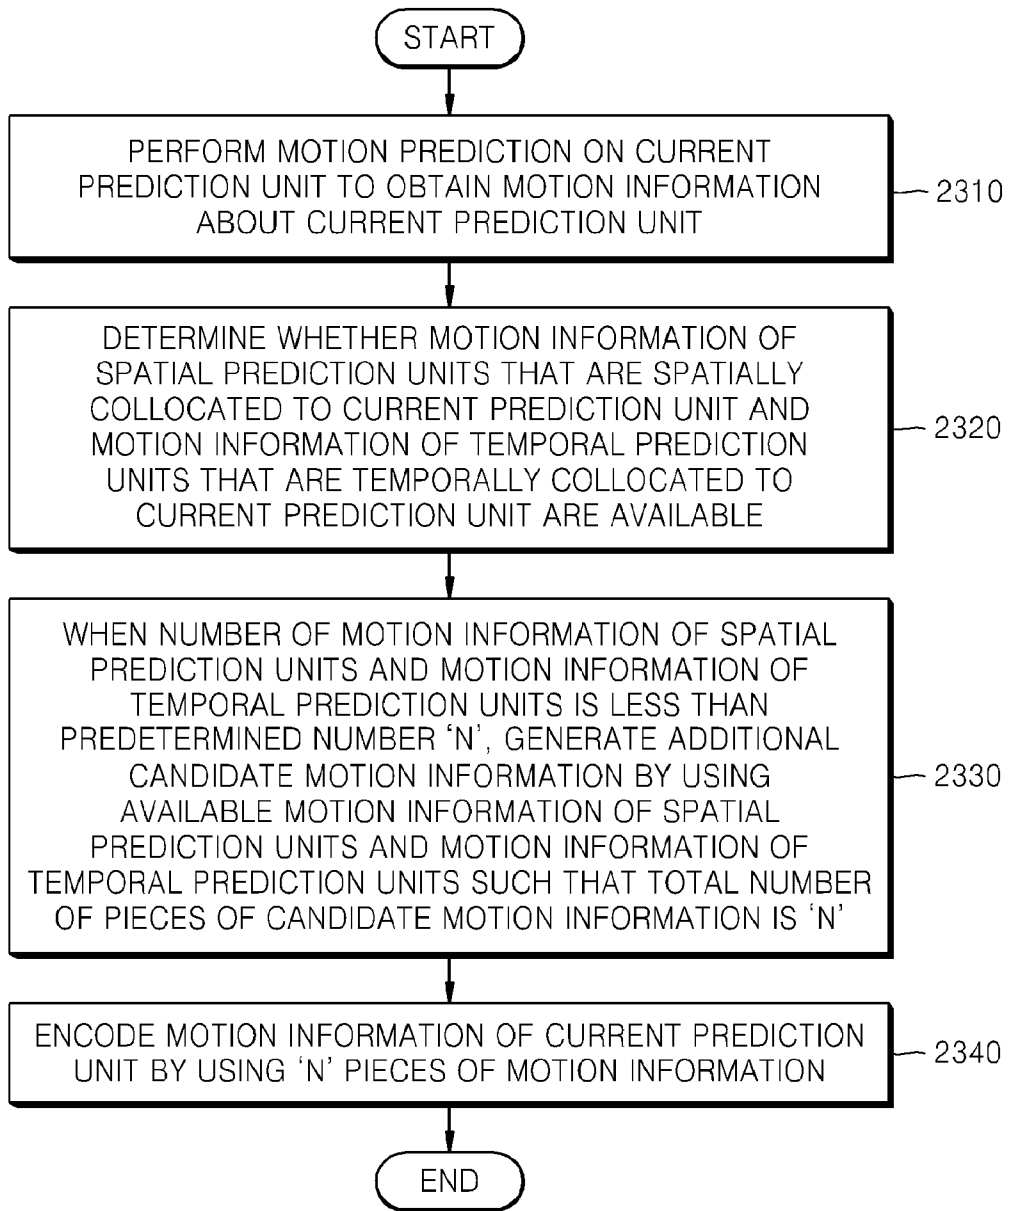 START
PERFORM MOTION PREDICTION ON CURRENT
PREDICTION UNIT TO OBTAIN MOTION INFORMATION
ABOUT CURRENT PREDICTION UNIT
2310
DETERMINE WHETHER MOTION INFORMATION OF
SPATIAL PREDICTION UNITS THAT ARE SPATIALLY
COLLOCATED TO CURRENT PREDICTION UNIT AND
MOTION INFORMATION OF TEMPORAL PREDICTION
UNITS THAT ARE TEMPORALLY COLLOCATED TO
CURRENT PREDICTION UNIT ARE AVAILABLE
2320
WHEN NUMBER OF MOTION INFORMATION OF SPATIAL
PREDICTION UNITS AND MOTION INFORMATION OF
TEMPORAL PREDICTION UNITS IS LESS THAN
PREDETERMINED NUMBER ‘N’, GENERATE ADDITIONAL
CANDIDATE MOTION INFORMATION BY USING
AVAILABLE MOTION INFORMATION OF SPATIAL
PREDICTION UNITS AND MOTION INFORMATION OF
TEMPORAL PREDICTION UNITS SUCH THAT TOTAL NUMBER
OF PIECES OF CANDIDATE MOTION INFORMATION IS ‘N’
2330
ENCODE MOTION INFORMATION OF CURRENT PREDICTION
UNIT BY USING ‘N’ PIECES OF MOTION INFORMATION
2340
END